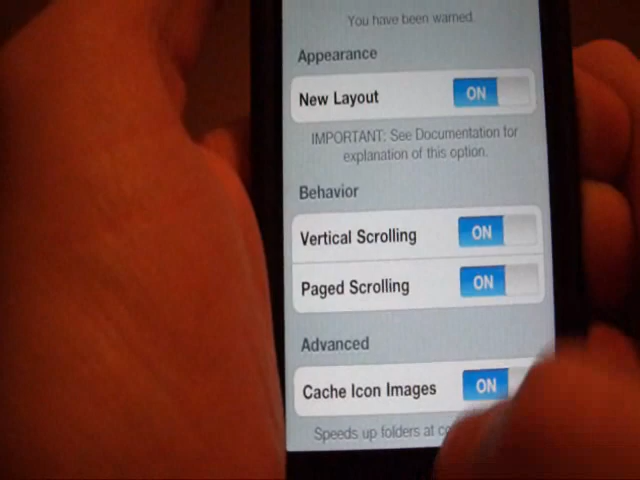 You have been warned.
Appearance
New Layout ON
IMPORTANT: See Documentation for
explanation of this option.
Behavior
Vertical Scrolling ON
Paged Scrolling ON
Advanced
Cache Icon Images ON
Speeds up folders at